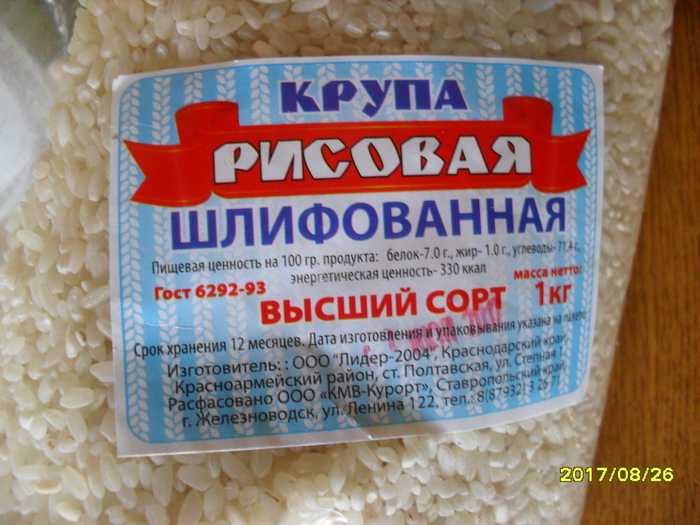 КРУПА
РИСОВАЯ
ШЛИФОВАННАЯ
Пищевая ценность на 100 гр. продукта: белок-7.0 г., жир- 1.0 г., углеводы- 71.4 г.,
энергетическая ценность- 330 ккал
Гост 6292-93
масса нетто:
ВЫСШИЙ СОРТ
1кг
Срок хранения 12 месяцев. Дата изготовления и упаковывания указана на пакете
Изготовитель: : ООО "Лидер-2004", Краснодарский край,
Красноармейский район, ст. Полтавская, ул. Степная 1
Расфасовано ООО «КМВ-Курорт», Ставропольский край,
г. Железноводск, ул. Ленина 122, тел.: 8(87932) 3 26 71
2017/08/26